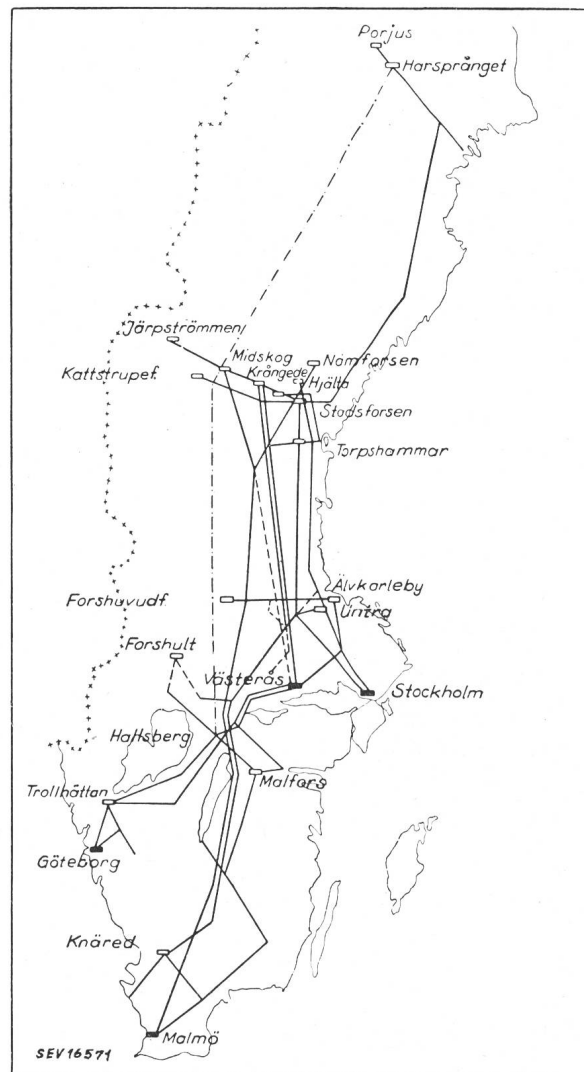 Porjus
Harsprånget
Järpströmmen
Midskog
Nämforsen
Krångede
Kattstrupef.
Hjälta
Stadsforsen
Torpshammar
Älvkarleby
Forshuvudf.
Untra
Forshult
Västerås
Stockholm
Hallsberg
Trollhättan
Malfors
Göteborg
Knäred
Malmö
SEV 16571